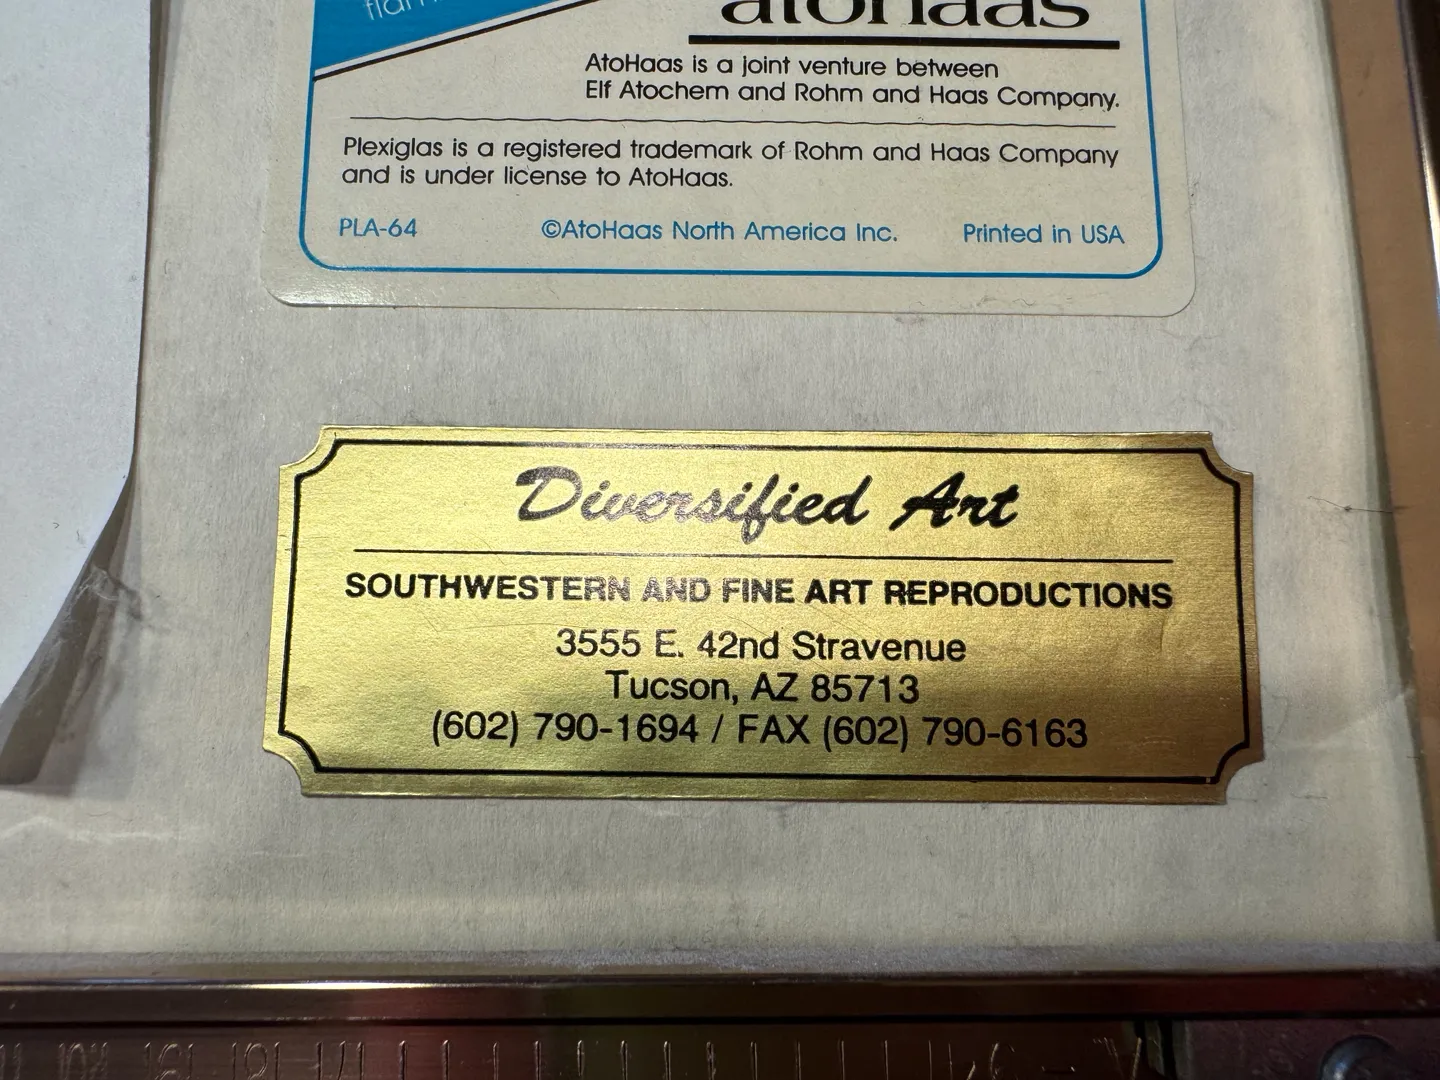 atoHaas
AtoHaas is a joint venture between
Elf Atochem and Rohm and Haas Company.
Plexiglas is a registered trademark of Rohm and Haas Company
and is under license to AtoHaas.
PLA-64 ©AtoHaas North America Inc. Printed in USA
Diversified Art
SOUTHWESTERN AND FINE ART REPRODUCTIONS
3555 E. 42nd Stravenue
Tucson, AZ 85713
(602) 790-1694 / FAX (602) 790-6163